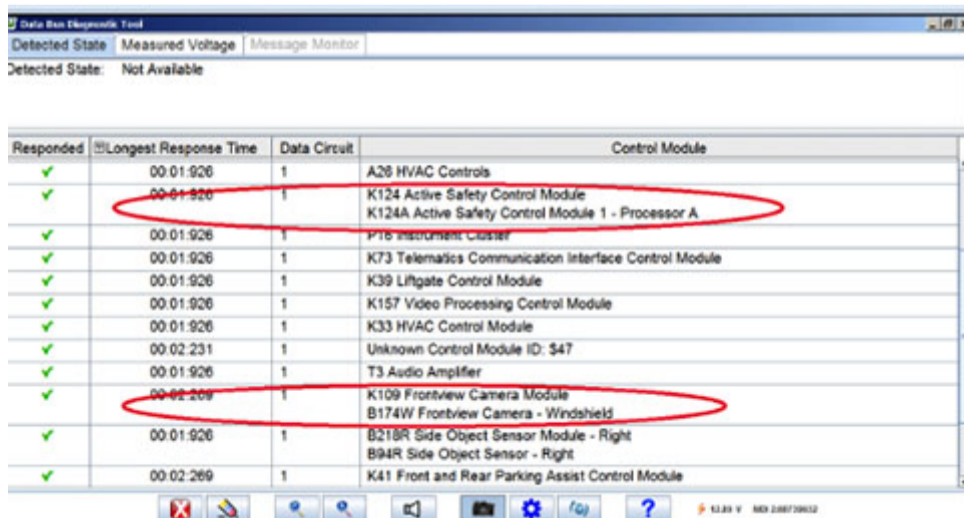 Data Bus Diagnostic Tool
Detected State Measured Voltage Message Monitor
Detected State: Not Available
Responded Longest Response Time Data Circuit Control Module
00:01:926 1 A26 HVAC Controls
00:01:926 1 K124 Active Safety Control Module
K124A Active Safety Control Module 1 - Processor A
00:01:926 1 P16 Instrument Cluster
00:01:926 1 K73 Telematics Communication Interface Control Module
00:01:926 1 K39 Liftgate Control Module
00:01:926 1 K157 Video Processing Control Module
00:01:926 1 K33 HVAC Control Module
00:02:231 1 Unknown Control Module ID: $47
00:01:926 1 T3 Audio Amplifier
00:02:269 1 K109 Frontview Camera Module
B174W Frontview Camera - Windshield
00:01:926 1 B218R Side Object Sensor Module - Right
B94R Side Object Sensor - Right
00:02:269 1 K41 Front and Rear Parking Assist Control Module
?